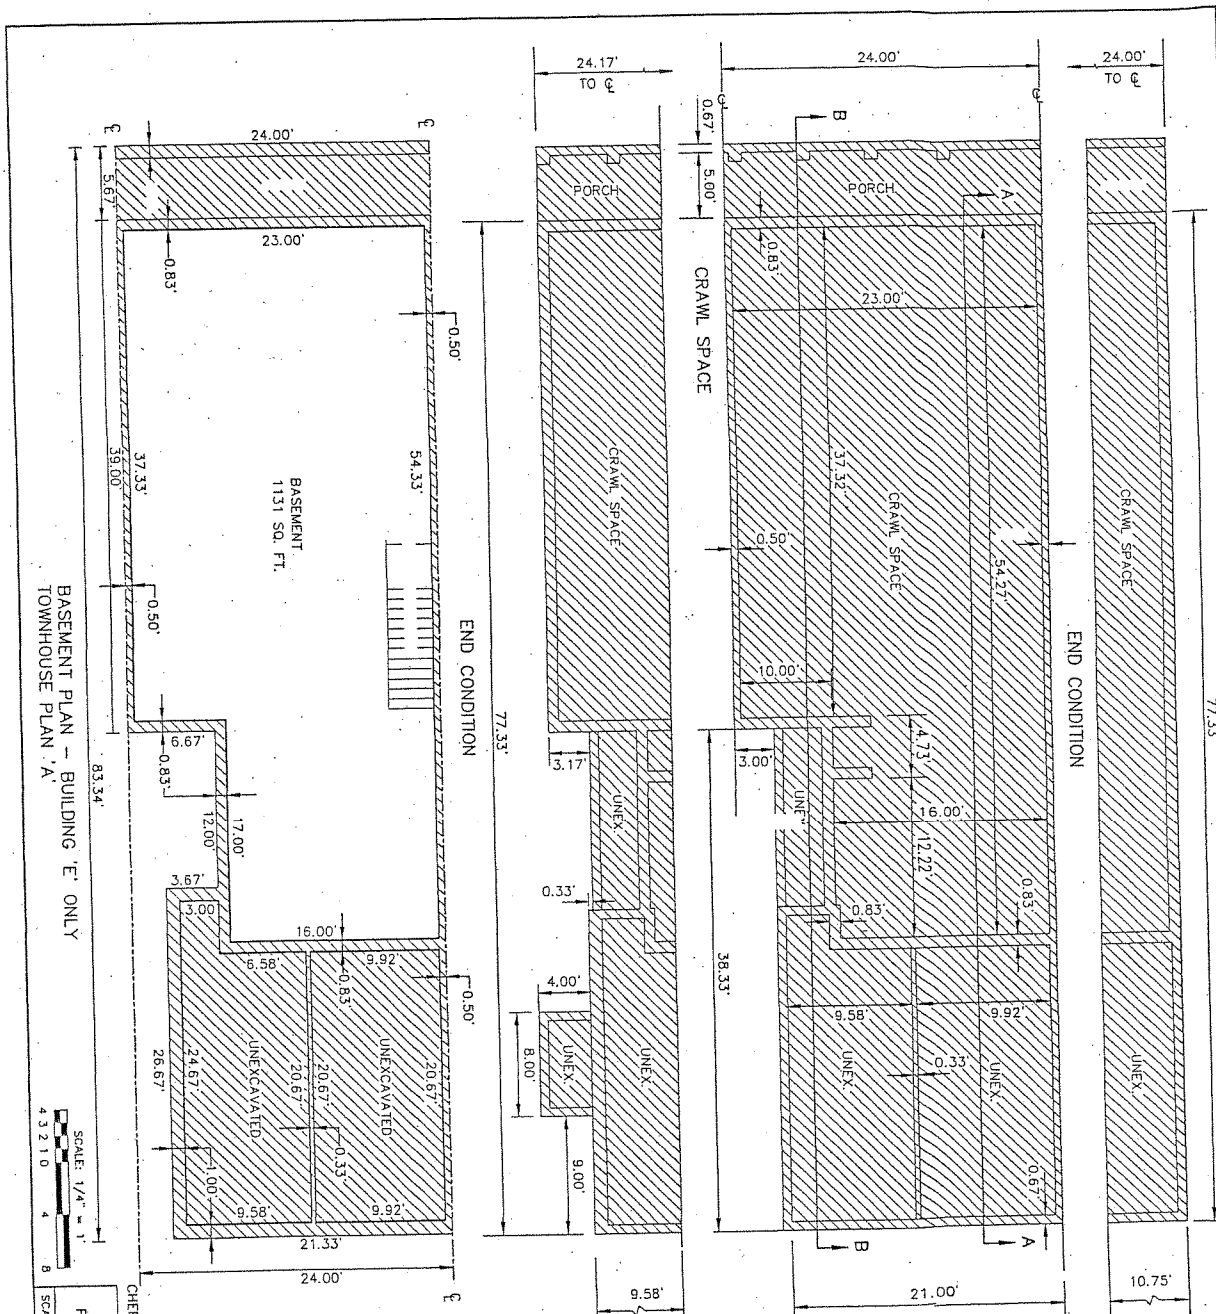 24.17'
TO ℄
24.00'
24.00'
TO ℄
℄
℄
0.67'
B
5.00'
PORCH
PORCH
A
℄
24.00'
℄
5.67'
23.00'
0.83'
0.50'
CRAWL SPACE
0.83'
23.00'
77.33'
CRAWL SPACE
CRAWL SPACE
CRAWL SPACE
37.32'
54.27'
0.50'
END CONDITION
37.33'
39.00'
54.33'
BASEMENT
1131 SQ. FT.
0.50'
END CONDITION
77.33'
10.00'
4.73'
3.17'
3.00'
UNEX.
16.00'
12.22'
0.83'
0.83'
0.33'
6.67'
0.83'
12.00'
17.00'
3.67'
3.00
16.00'
6.58'
9.92'
0.83'
0.50'
38.33'
9.58'
9.92'
0.33'
UNEX.
UNEX.
UNEX.
0.67'
4.00'
8.00'
UNEX.
UNEX.
9.00'
26.67'
24.67'
UNEXCAVATED
20.67'
20.67'
UNEXCAVATED
20.67'
0.33'
1.00'
9.58'
9.92'
21.33'
24.00'
℄
B
A
9.58'
21.00'
10.75'
83.34'
BASEMENT PLAN – BUILDING 'E' ONLY
TOWNHOUSE PLAN 'A'
SCALE: 1/4" = 1'
4 3 2 1 0 4 8